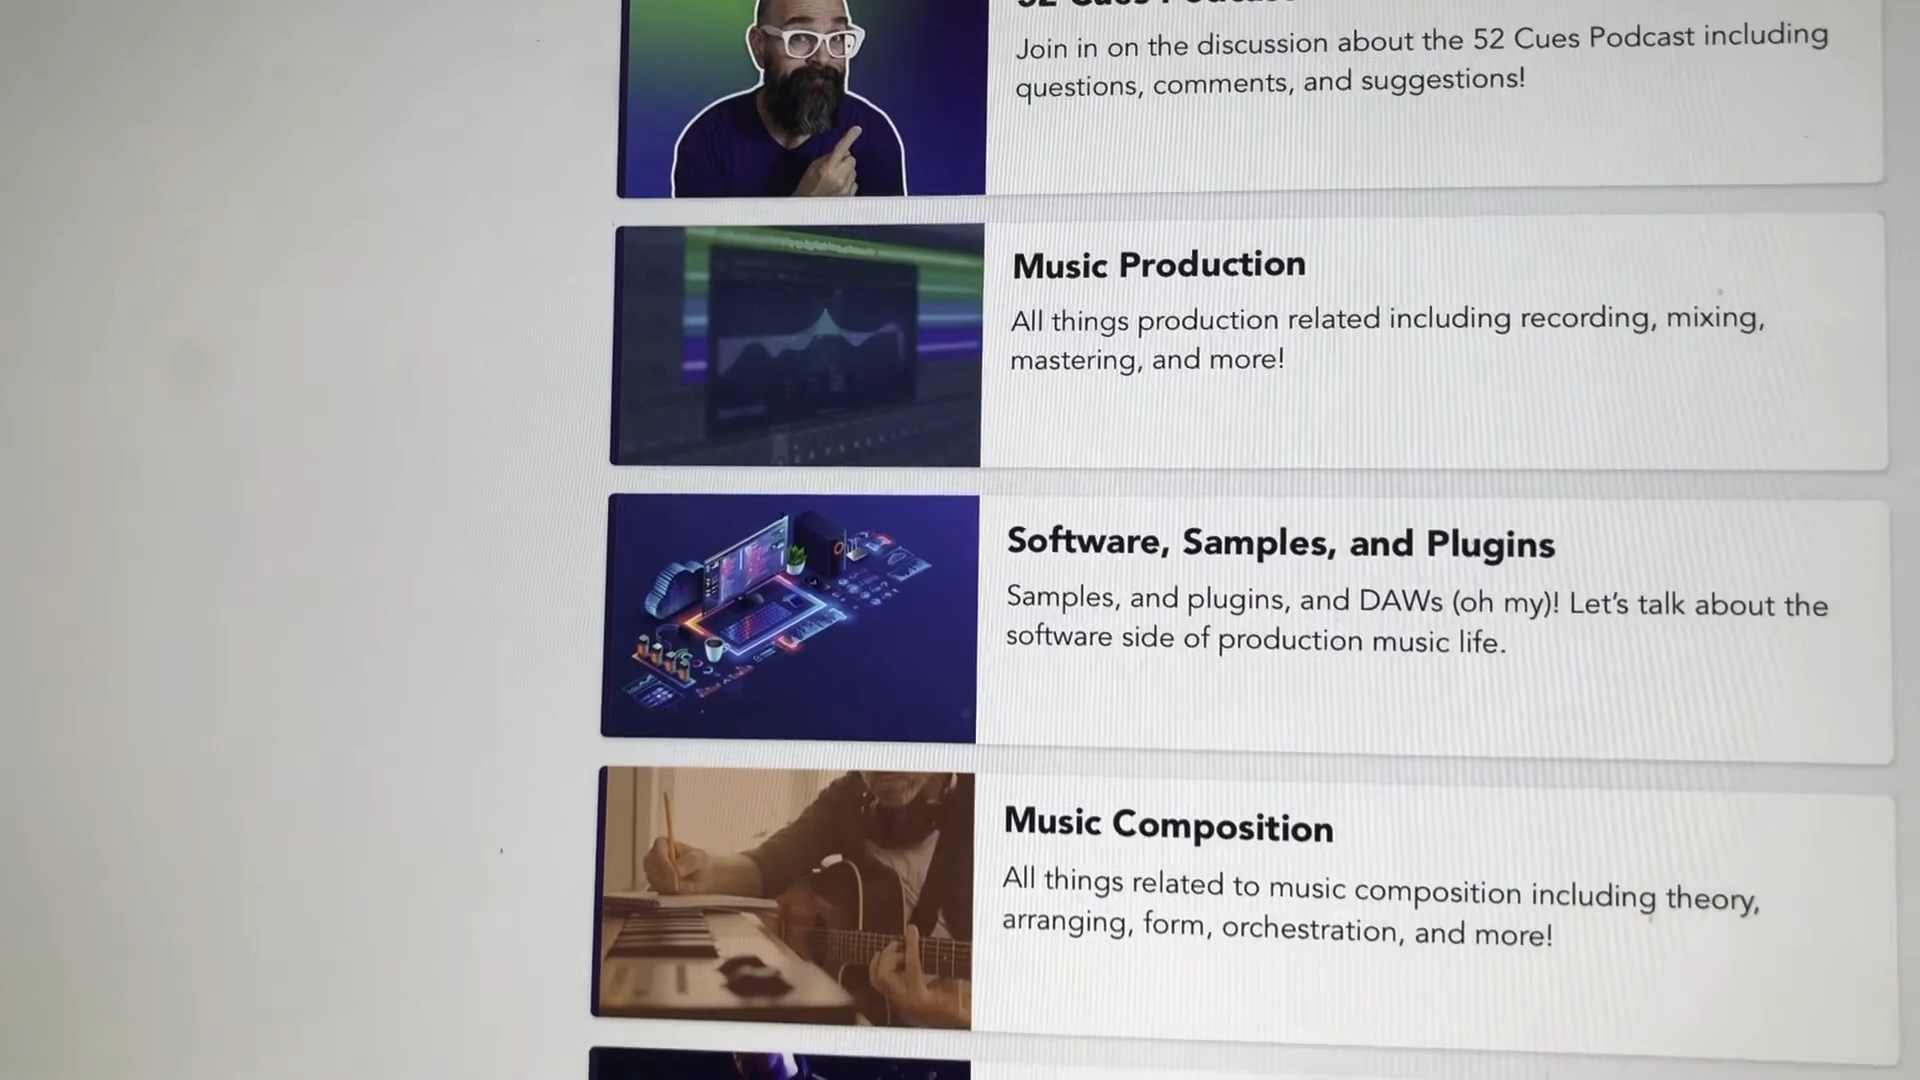 52 Cues Podcast
Join in on the discussion about the 52 Cues Podcast including
questions, comments, and suggestions!
Music Production
All things production related including recording, mixing,
mastering, and more!
Software, Samples, and Plugins
Samples, and plugins, and DAWs (oh my)! Let’s talk about the
software side of production music life.
Music Composition
All things related to music composition including theory,
arranging, form, orchestration, and more!